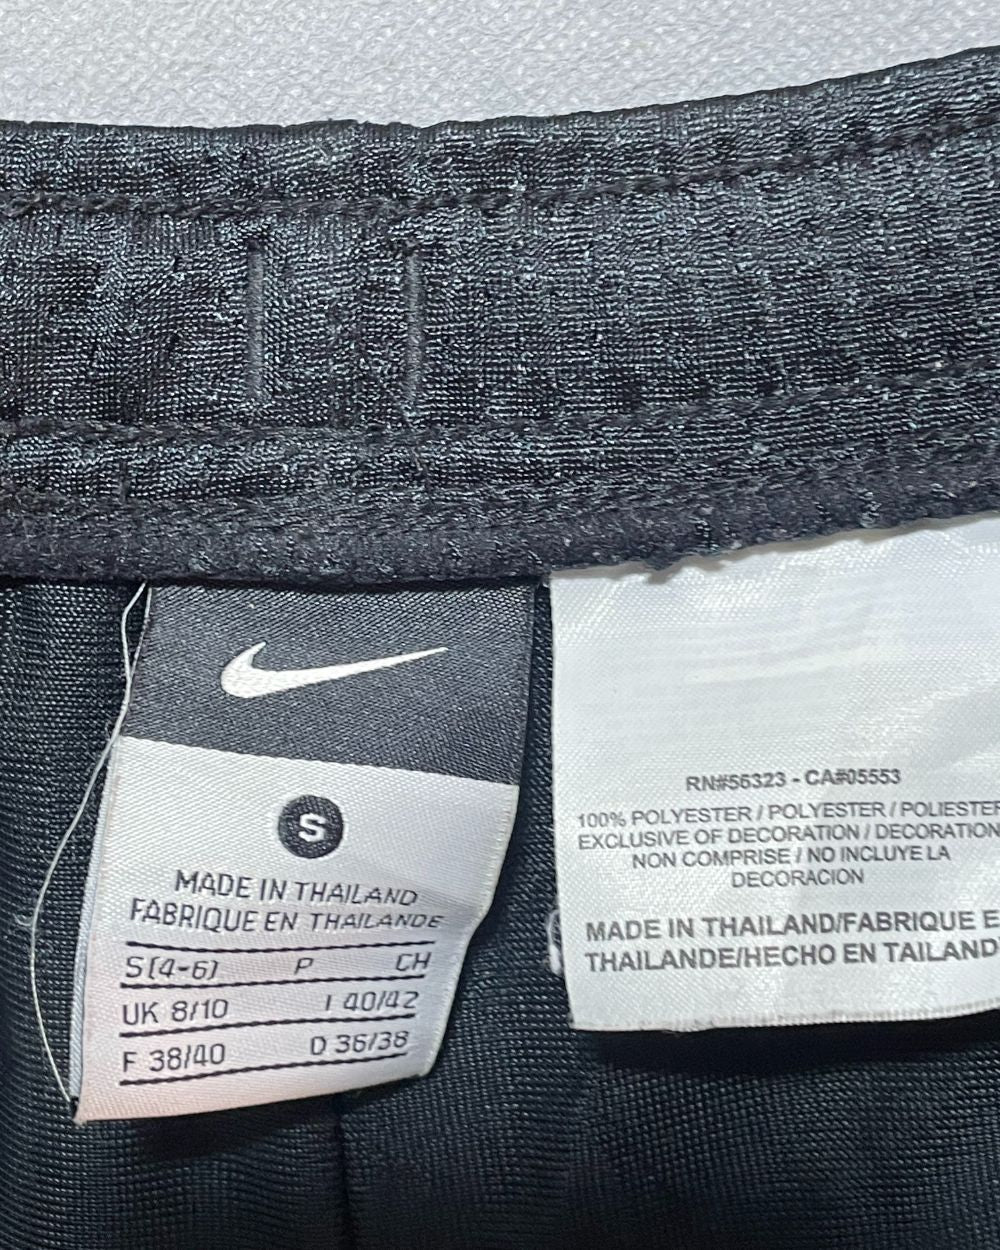 S
MADE IN THAILAND
FABRIQUE EN THAILANDE
S(4-6) P CH
UK 8/10 I 40/42
F 38/40 D 36/38
RN#56323 - CA#05553
100% POLYESTER / POLYESTER / POLIESTER
EXCLUSIVE OF DECORATION / DECORATION
NON COMPRISE / NO INCLUYE LA
DECORACION
MADE IN THAILAND/FABRIQUE E
THAILANDE/HECHO EN TAILAND